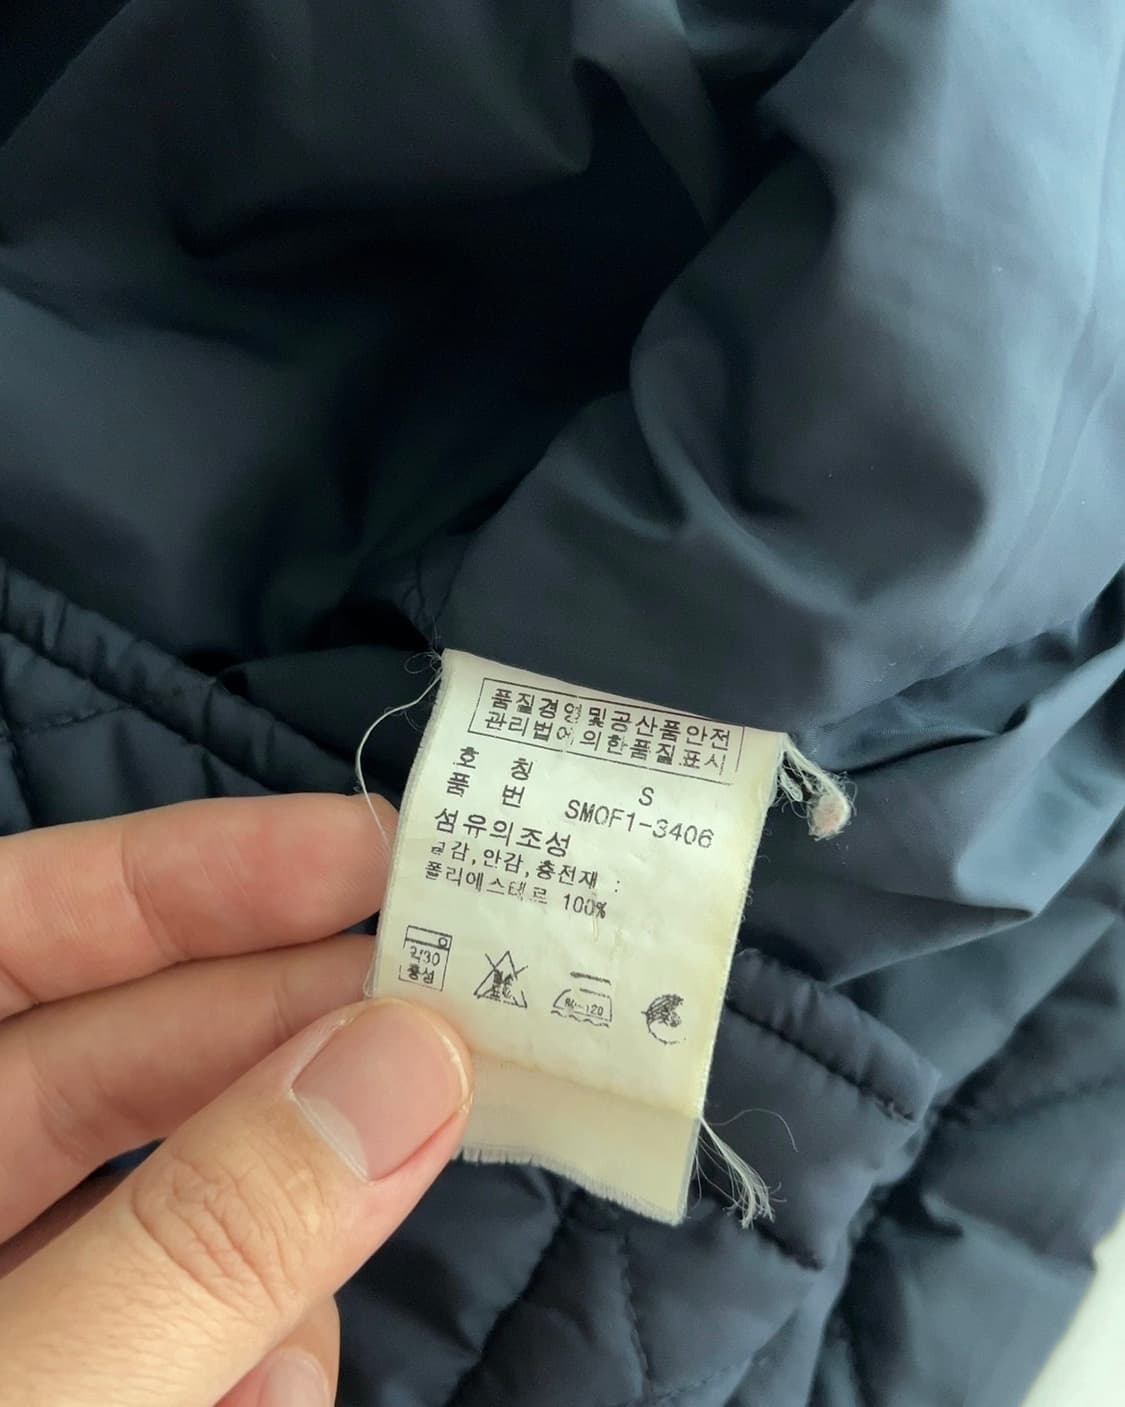 품질경영및공산품안전
관리법에의한품질표시
호 칭 S
품 번 SMOF1-3406
섬유의조성
겉감,안감,충전재 :
폴리에스테르 100%
약30
중성
120